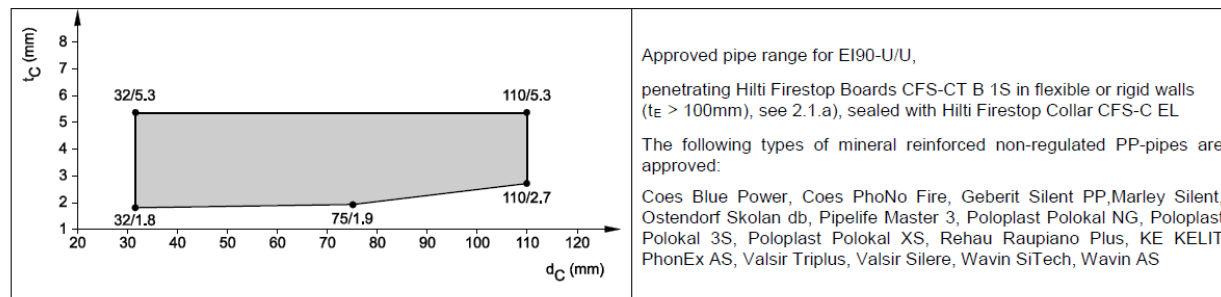 t_C (mm)
8
7
6
5
4
3
2
1
32/5.3
110/5.3
32/1.8
75/1.9
110/2.7
20 30 40 50 60 70 80 90 100 110 120
d_C (mm)
Approved pipe range for EI90-U/U,
penetrating Hilti Firestop Boards CFS-CT B 1S in flexible or rigid walls
(t_E > 100mm), see 2.1.a), sealed with Hilti Firestop Collar CFS-C EL
The following types of mineral reinforced non-regulated PP-pipes are
approved:
Coes Blue Power, Coes PhoNo Fire, Geberit Silent PP,Marley Silent,
Ostendorf Skolan db, Pipelife Master 3, Poloplast Polokal NG, Poloplast
Polokal 3S, Poloplast Polokal XS, Rehau Raupiano Plus, KE KELIT
PhonEx AS, Valsir Triplus, Valsir Silere, Wavin SiTech, Wavin AS